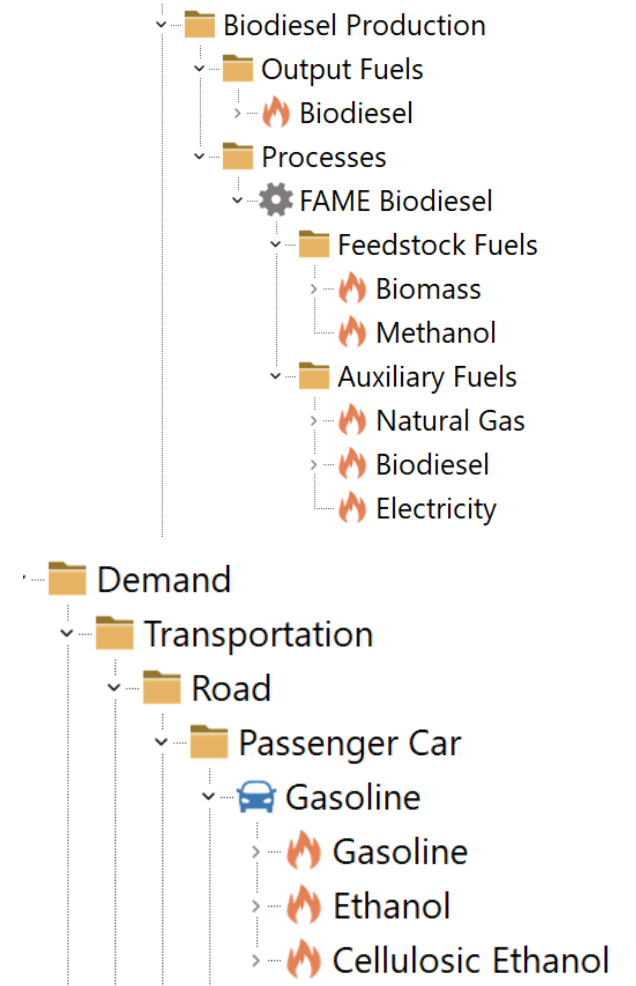 Biodiesel Production
Output Fuels
Biodiesel
Processes
FAME Biodiesel
Feedstock Fuels
Biomass
Methanol
Auxiliary Fuels
Natural Gas
Biodiesel
Electricity
Demand
Transportation
Road
Passenger Car
Gasoline
Gasoline
Ethanol
Cellulosic Ethanol